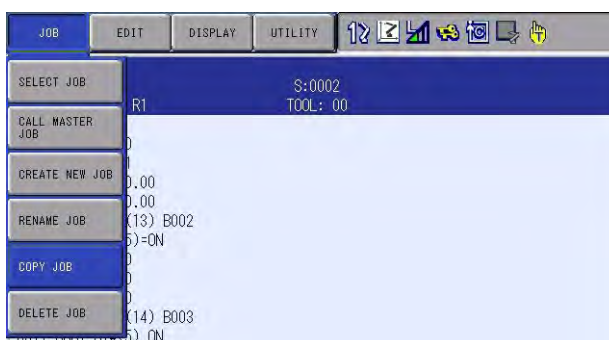 JOB EDIT DISPLAY UTILITY
SELECT JOB
S:0002
R1 TOOL: 00
CALL MASTER
JOB
CREATE NEW JOB
0.00
0.00
RENAME JOB
(13) B002
5)=ON
COPY JOB
DELETE JOB
(14) B003